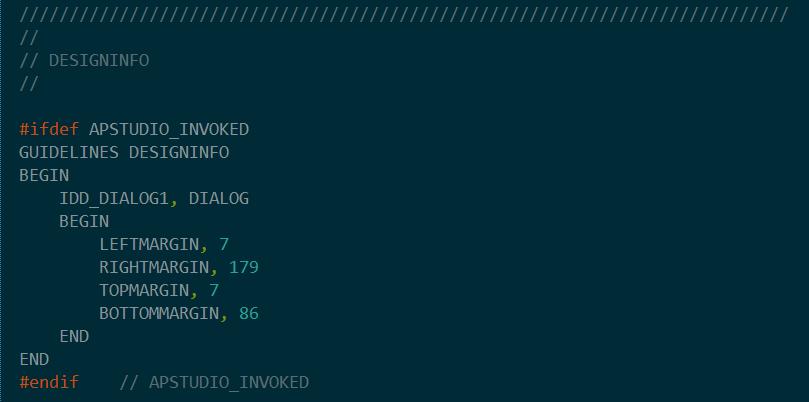 /////////////////////////////////////////////////////////////////////////////
//
// DESIGNINFO
//
#ifdef APSTUDIO_INVOKED
GUIDELINES DESIGNINFO
BEGIN
    IDD_DIALOG1, DIALOG
    BEGIN
        LEFTMARGIN, 7
        RIGHTMARGIN, 179
        TOPMARGIN, 7
        BOTTOMMARGIN, 86
    END
END
#endif    // APSTUDIO_INVOKED